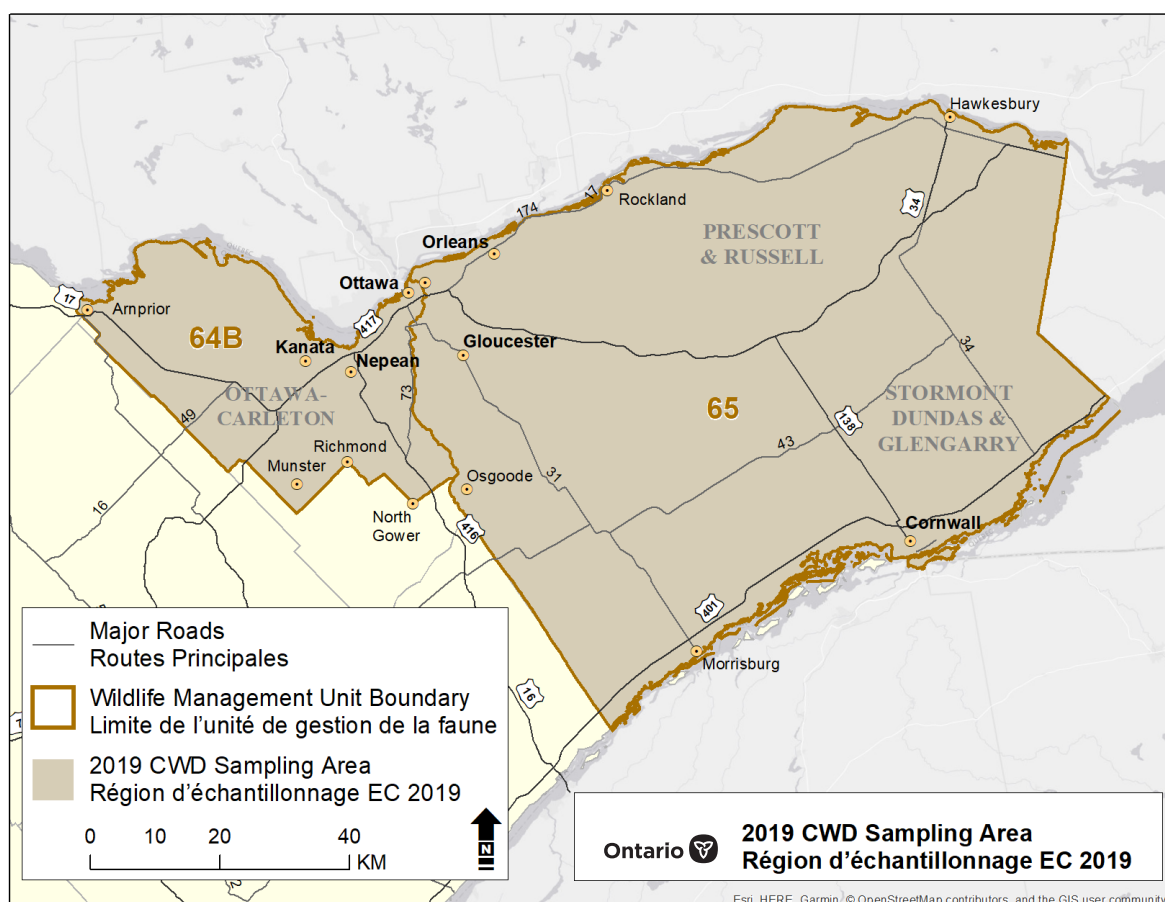 Hawkesbury
17
Rockland
34
174
PRESCOTT
& RUSSELL
Orleans
Ottawa
17
Arnprior
417
64B
Kanata
Gloucester
Nepean
34
OTTAWA-
CARLETON
73
65
STORMONT
DUNDAS &
GLENGARRY
49
138
43
Richmond
Munster
31
Osgoode
16
North
Gower
416
Cornwall
401
Morrisburg
16
Major Roads
Routes Principales
Wildlife Management Unit Boundary
Limite de l'unité de gestion de la faune
2019 CWD Sampling Area
Région d'échantillonnage EC 2019
0 10 20 40
KM
N
Ontario
2019 CWD Sampling Area
Région d'échantillonnage EC 2019
Esri, HERE, Garmin, © OpenStreetMap contributors, and the GIS user community